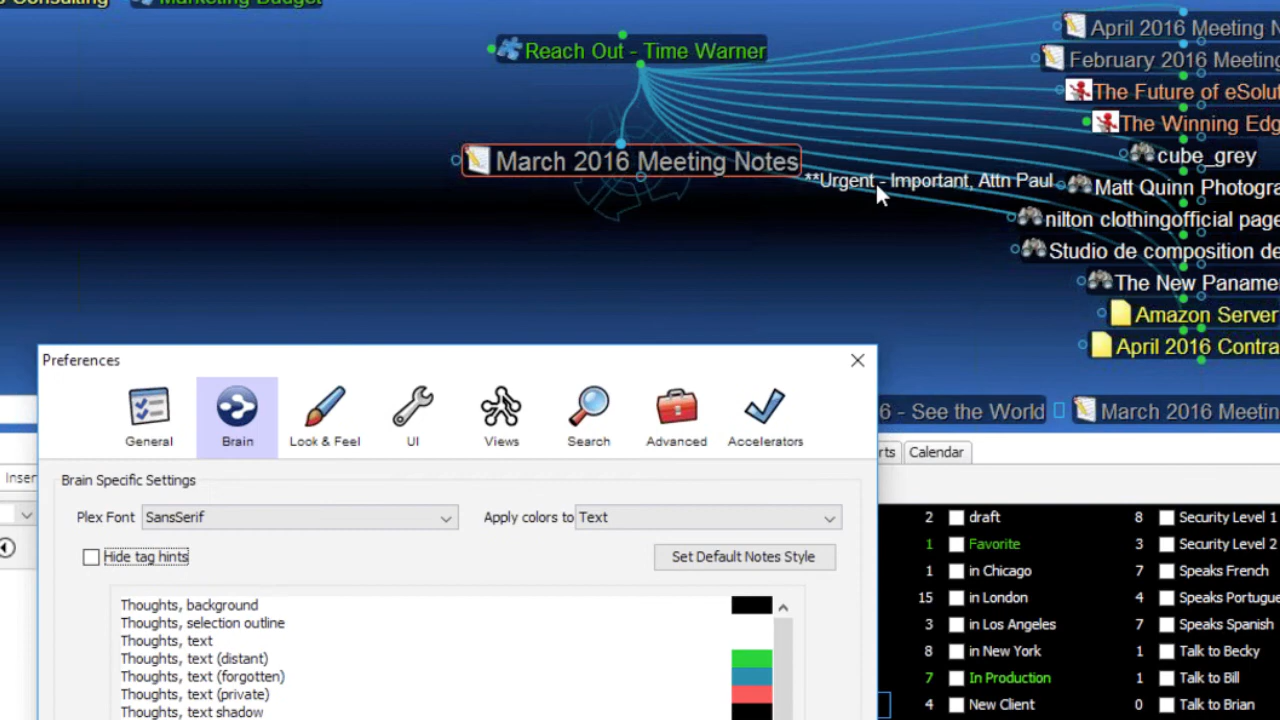 Consulting
Marketing Budget
Reach Out - Time Warner
March 2016 Meeting Notes
**Urgent - Important, Attn Paul
April 2016 Meeting N
February 2016 Meeting
The Future of eSolut
The Winning Edg
cube_grey
Matt Quinn Photogra
nilton clothingofficial page
Studio de composition de
The New Paname
Amazon Server
April 2016 Contra
6 - See the World
March 2016 Meetin
Preferences
General
Brain
Look & Feel
UI
Views
Search
Advanced
Accelerators
Inser
rts
Calendar
Brain Specific Settings
Plex Font
SansSerif
Apply colors to
Text
Hide tag hints
Set Default Notes Style
Thoughts, background
Thoughts, selection outline
Thoughts, text
Thoughts, text (distant)
Thoughts, text (forgotten)
Thoughts, text (private)
Thoughts, text shadow
2 draft
1 Favorite
1 in Chicago
15 in London
3 in Los Angeles
8 in New York
7 In Production
4 New Client
8 Security Level 1
3 Security Level 2
7 Speaks French
4 Speaks Portugue
7 Speaks Spanish
1 Talk to Becky
1 Talk to Bill
0 Talk to Brian